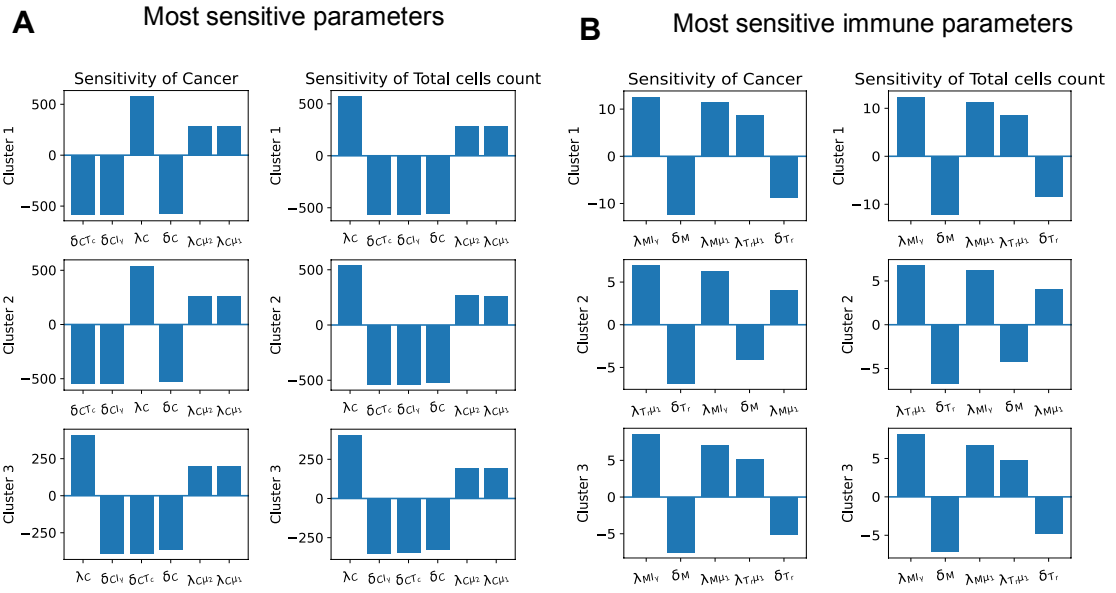 A Most sensitive parameters
B Most sensitive immune parameters
Sensitivity of Cancer
Sensitivity of Total cells count
Sensitivity of Cancer
Sensitivity of Total cells count
Cluster 1
500
0
−500
δCTc δCIγ λC δC λCμ2 λCμ1
Cluster 1
500
0
−500
λC δCTc δCIγ δC λCμ2 λCμ1
Cluster 1
10
0
−10
λMIγ δM λMμ1 λTrμ1 δTr
Cluster 1
10
0
−10
λMIγ δM λMμ1 λTrμ1 δTr
Cluster 2
500
0
−500
δCTc δCIγ λC δC λCμ2 λCμ1
Cluster 2
500
0
−500
λC δCTc δCIγ δC λCμ2 λCμ1
Cluster 2
5
0
−5
λTrμ1 δTr λMIγ δM λMμ1
Cluster 2
5
0
−5
λTrμ1 δTr λMIγ δM λMμ1
Cluster 3
250
0
−250
λC δCIγ δCTc δC λCμ2 λCμ1
Cluster 3
250
0
−250
λC δCIγ δCTc δC λCμ2 λCμ1
Cluster 3
5
0
−5
λMIγ δM λMμ1 λTrμ1 δTr
Cluster 3
5
0
−5
λMIγ δM λMμ1 λTrμ1 δTr